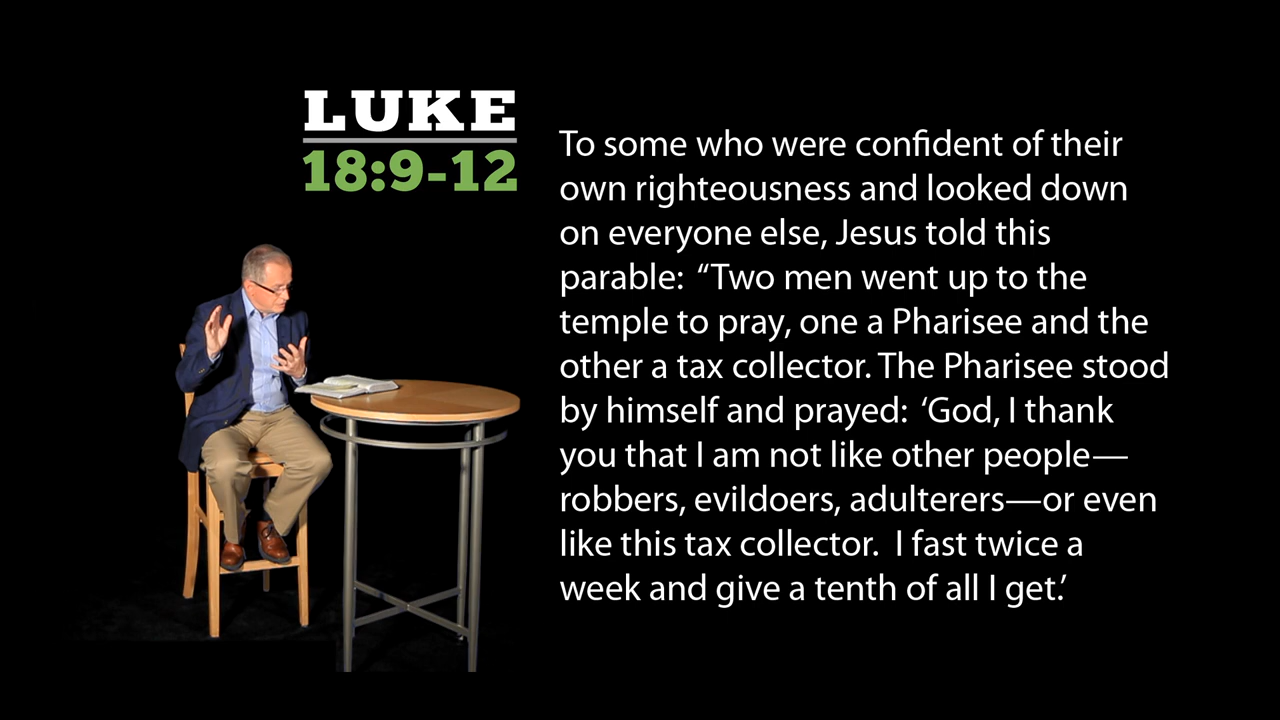 LUKE
18:9-12
To some who were confident of their
own righteousness and looked down
on everyone else, Jesus told this
parable:  “Two men went up to the
temple to pray, one a Pharisee and the
other a tax collector. The Pharisee stood
by himself and prayed:  ‘God, I thank
you that I am not like other people—
robbers, evildoers, adulterers—or even
like this tax collector.  I fast twice a
week and give a tenth of all I get.’